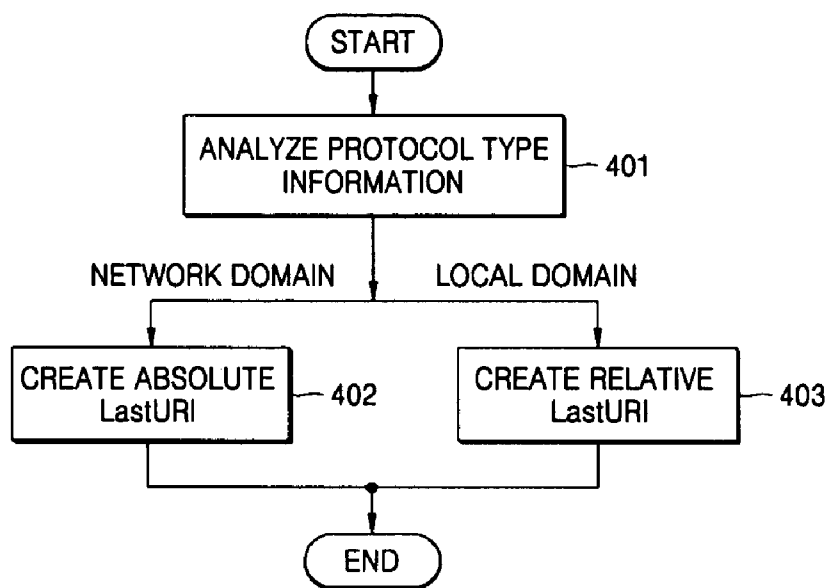 START
ANALYZE PROTOCOL TYPE
INFORMATION
401
NETWORK DOMAIN
LOCAL DOMAIN
CREATE ABSOLUTE
LastURI
402
CREATE RELATIVE
LastURI
403
END